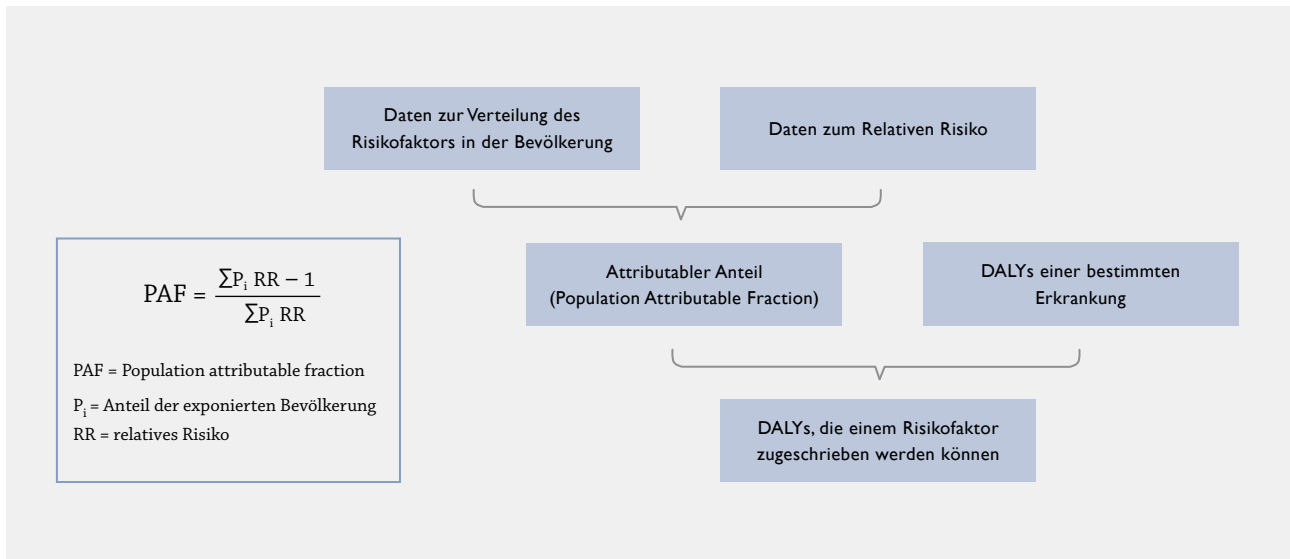 Daten zur Verteilung des
Risikofaktors in der Bevölkerung
Daten zum Relativen Risiko
Attributabler Anteil
(Population Attributable Fraction)
DALYs einer bestimmten
Erkrankung
DALYs, die einem Risikofaktor
zugeschrieben werden können
PAF = (∑Pᵢ RR – 1) / (∑Pᵢ RR)
PAF = Population attributable fraction
Pᵢ = Anteil der exponierten Bevölkerung
RR = relatives Risiko